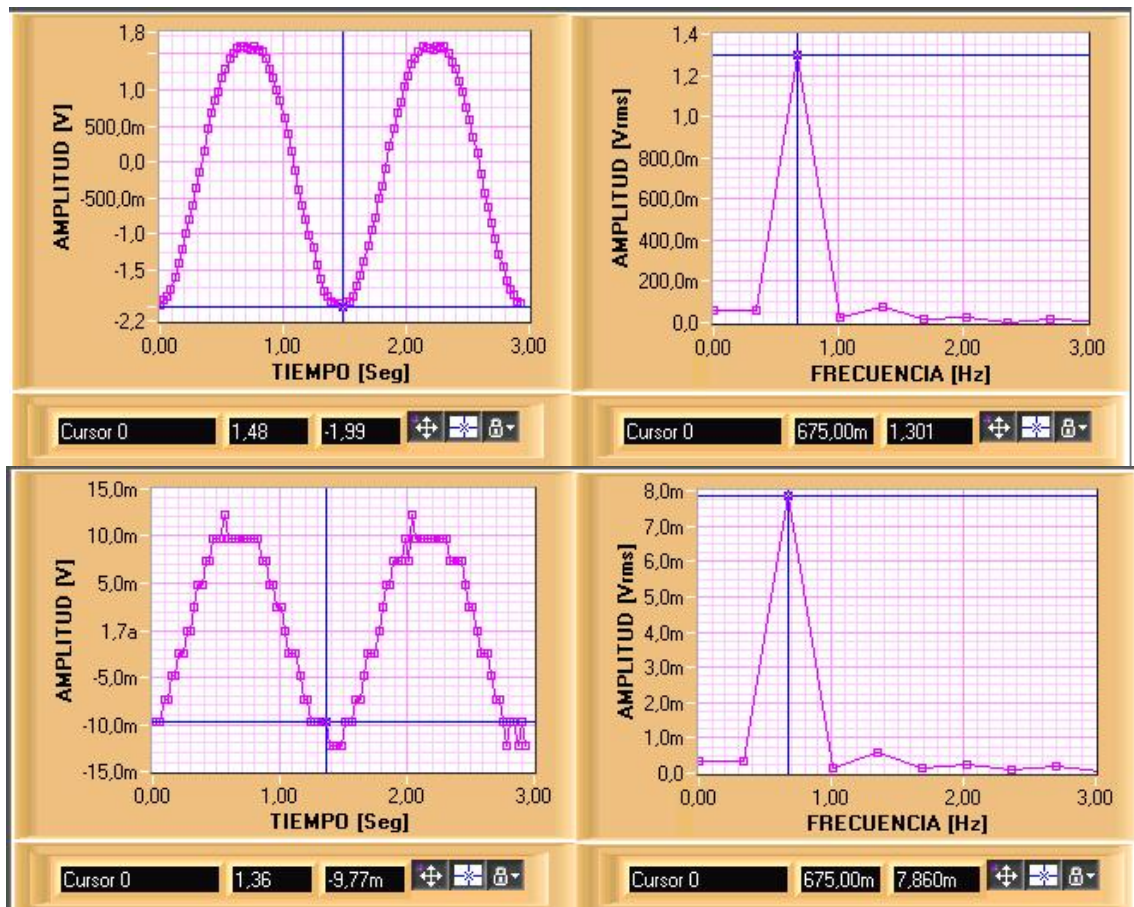 AMPLITUD [V]
1,8
1,0
500,0m
0,0
-500,0m
-1,0
-1,5
-2,2
0,00 1,00 2,00 3,00
TIEMPO [Seg]
AMPLITUD [Vrms]
1,4
1,2
1,0
800,0m
600,0m
400,0m
200,0m
0,0
0,00 1,00 2,00 3,00
FRECUENCIA [Hz]
Cursor 0 1,48 -1,99
Cursor 0 675,00m 1,301
AMPLITUD [V]
15,0m
10,0m
5,0m
1,7a
-5,0m
-10,0m
-15,0m
0,00 1,00 2,00 3,00
TIEMPO [Seg]
AMPLITUD [Vrms]
8,0m
7,0m
6,0m
5,0m
4,0m
3,0m
2,0m
1,0m
0,0
0,00 1,00 2,00 3,00
FRECUENCIA [Hz]
Cursor 0 1,36 -9,77m
Cursor 0 675,00m 7,860m